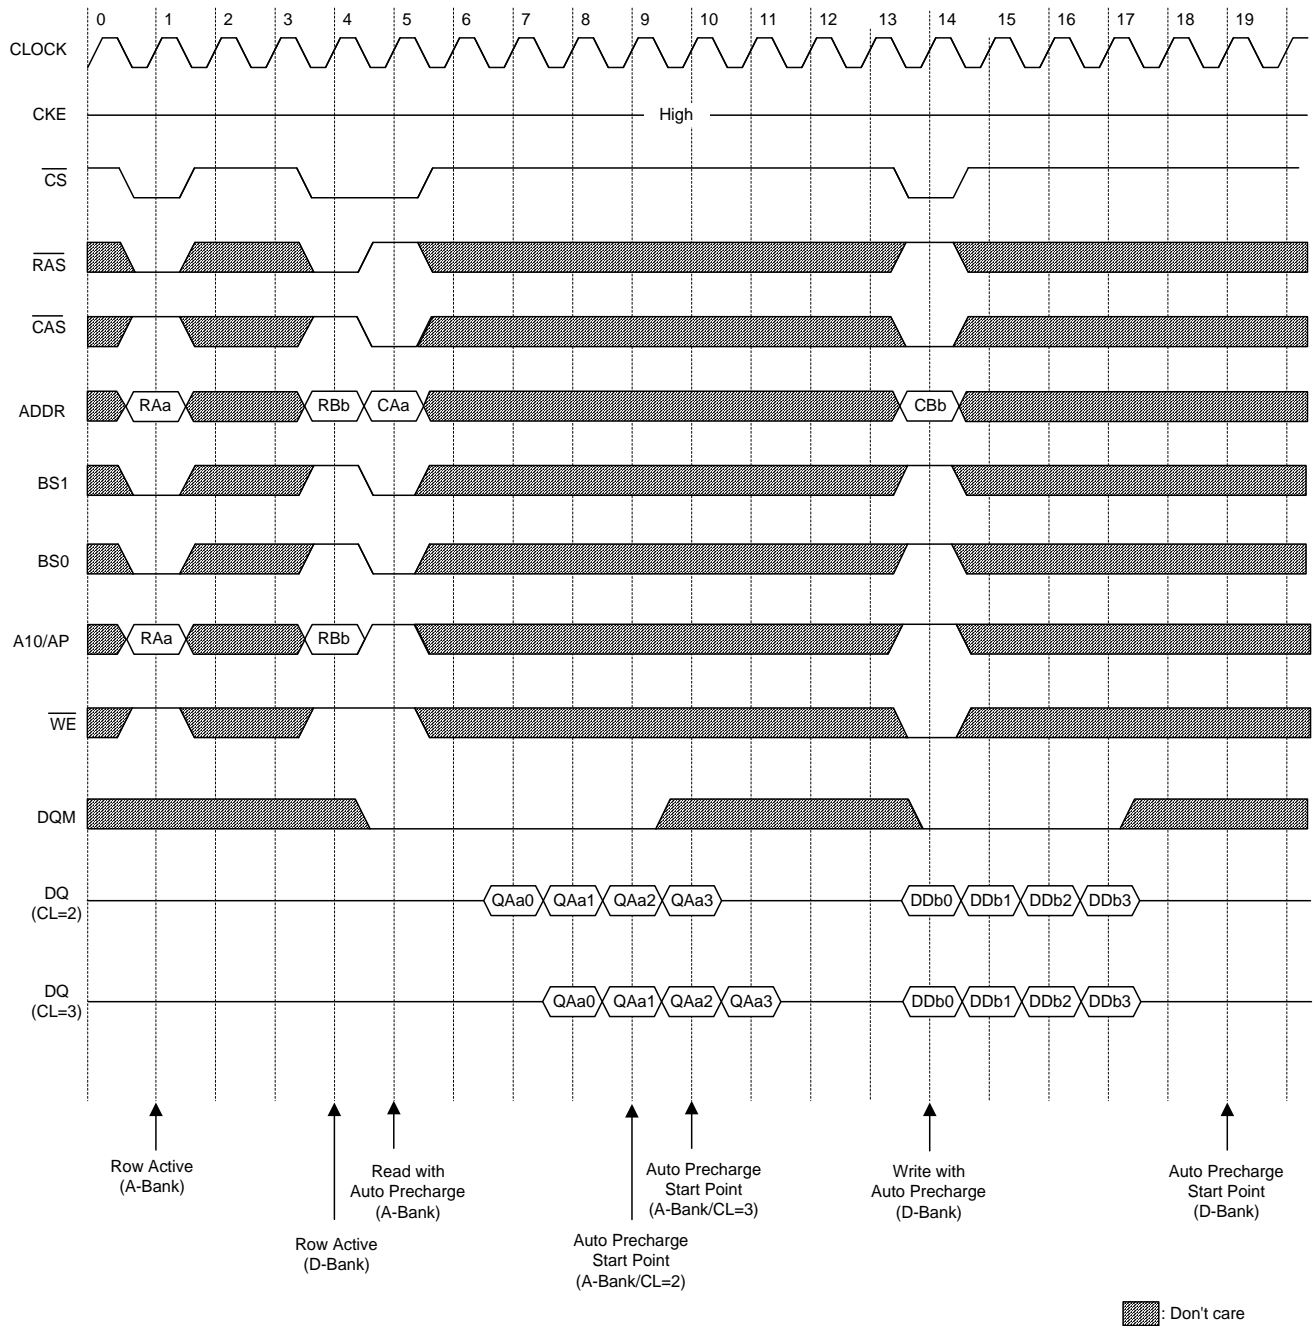 0 1 2 3 4 5 6 7 8 9 10 11 12 13 14 15 16 17 18 19
CLOCK
CKE
High
CS
RAS
CAS
ADDR
RAa RBb CAa CBb
BS1
BS0
A10/AP
RAa RBb
WE
DQM
DQ
(CL=2)
QAa0 QAa1 QAa2 QAa3 DDb0 DDb1 DDb2 DDb3
DQ
(CL=3)
QAa0 QAa1 QAa2 QAa3 DDb0 DDb1 DDb2 DDb3
Row Active
(A-Bank)
Row Active
(D-Bank)
Read with
Auto Precharge
(A-Bank)
Auto Precharge
Start Point
(A-Bank/CL=2)
Auto Precharge
Start Point
(A-Bank/CL=3)
Write with
Auto Precharge
(D-Bank)
Auto Precharge
Start Point
(D-Bank)
: Don't care